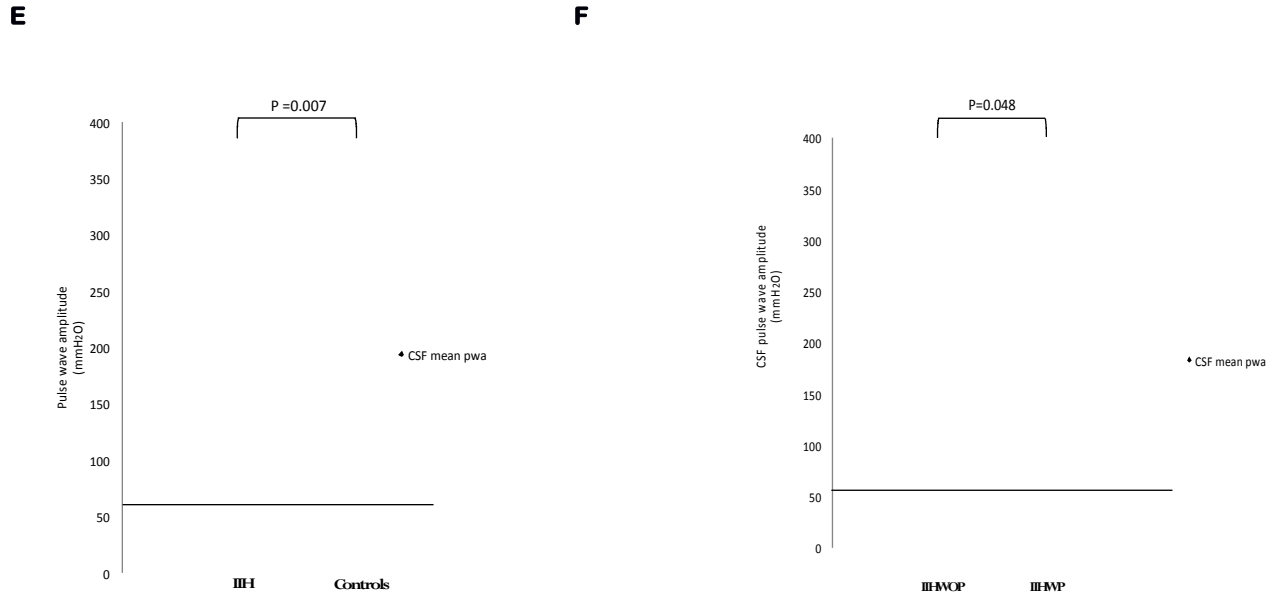 E
P =0.007
400
350
300
250
200
150
100
50
0
Pulse wave amplitude
(mmH2O)
CSF mean pwa
IIH Controls
F
P=0.048
400
350
300
250
200
150
100
50
0
CSF pulse wave amplitude
(mmH2O)
CSF mean pwa
IIHWOP IIHWP